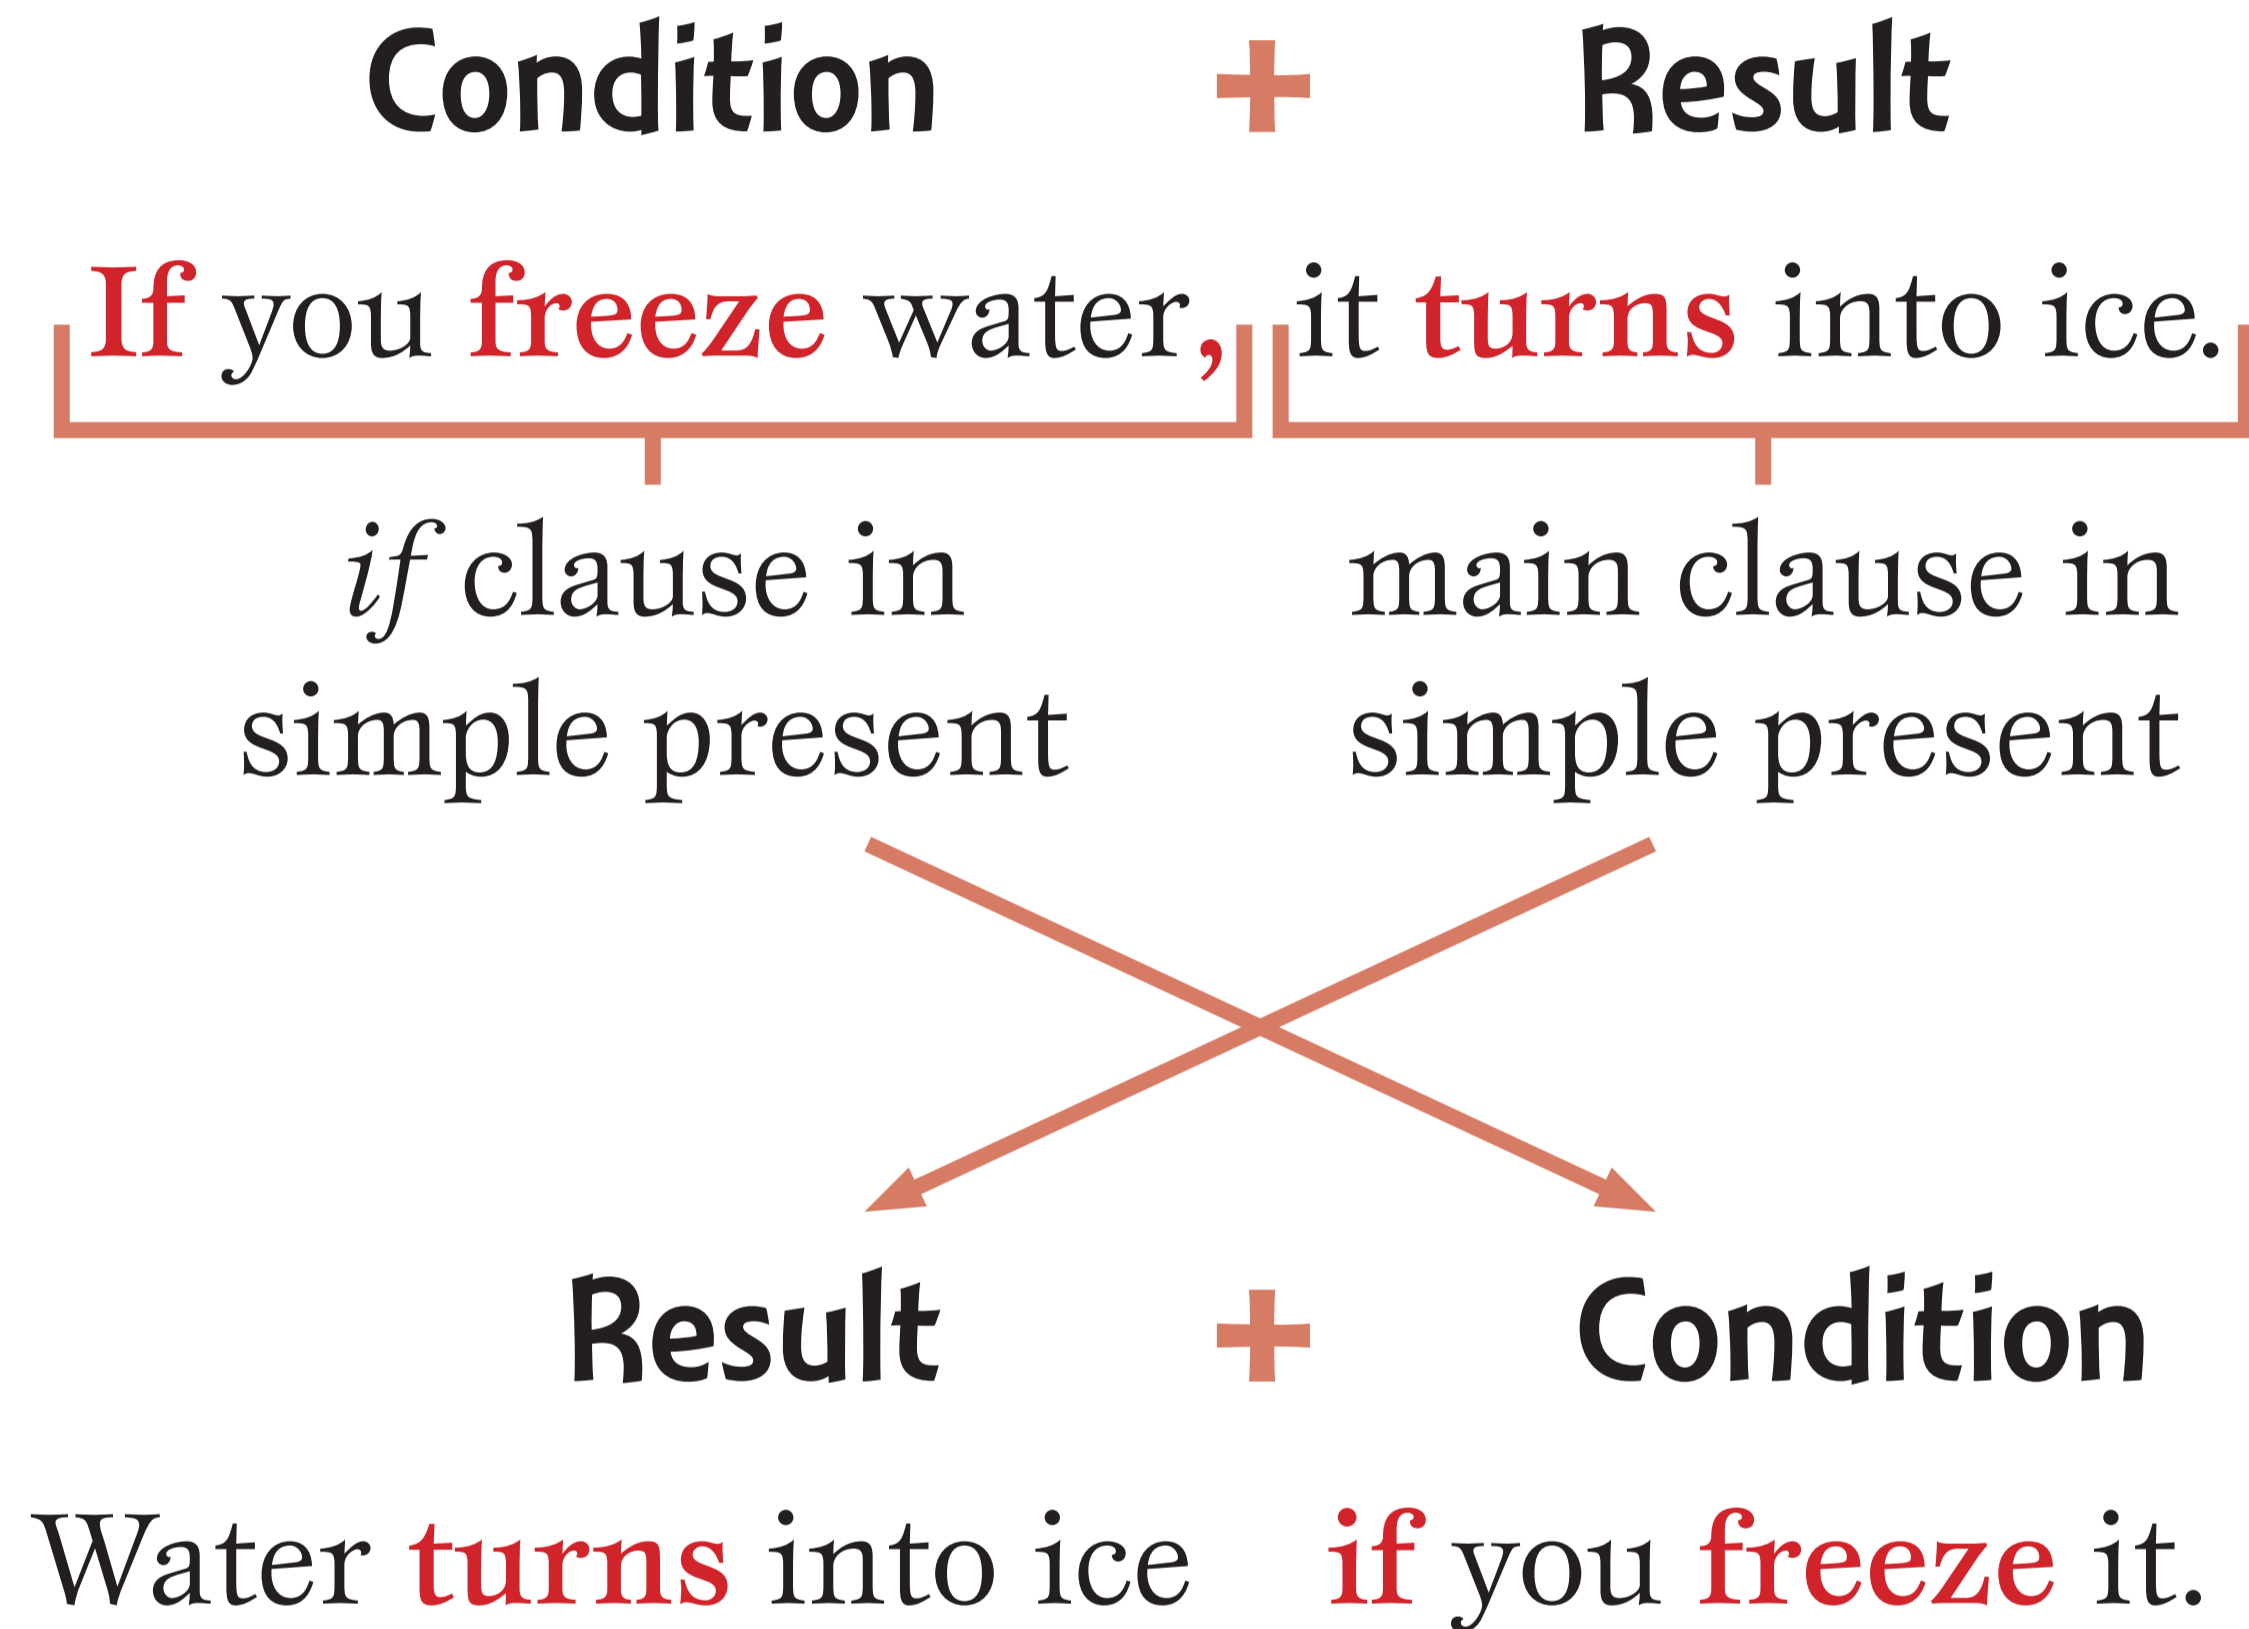 Condition + Result
If you freeze water, it turns into ice.
if clause in main clause in
simple present simple present
Result + Condition
Water turns into ice if you freeze it.